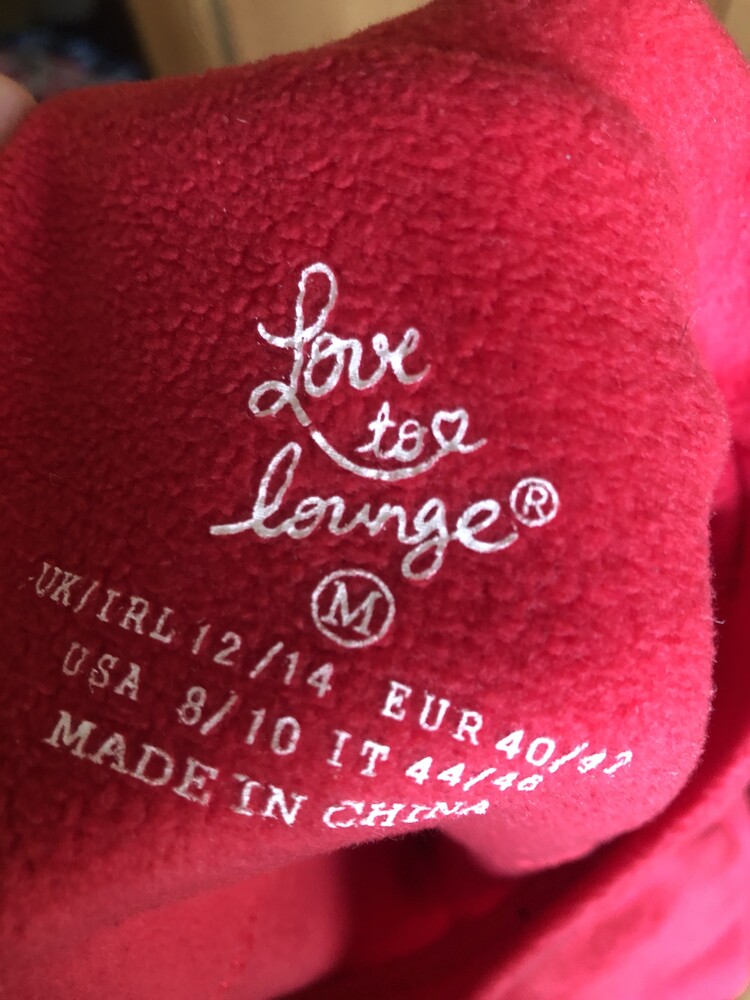 Love
to
lounge®
M
UK/IRL 12/14 EUR 40/42
USA 8/10 IT 44/46
MADE IN CHINA